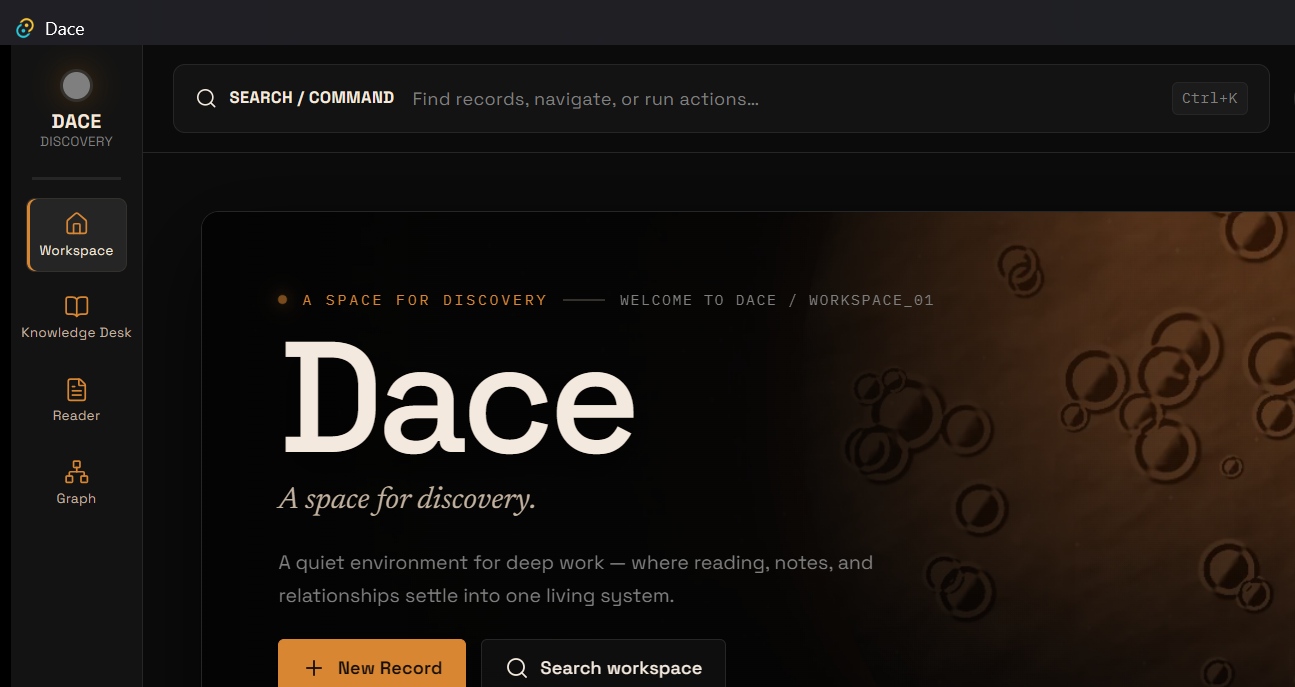 Dace
DACE
DISCOVERY
Workspace
Knowledge Desk
Reader
Graph
SEARCH / COMMAND Find records, navigate, or run actions… Ctrl+K
A SPACE FOR DISCOVERY WELCOME TO DACE / WORKSPACE_01
Dace
A space for discovery.
A quiet environment for deep work — where reading, notes, and
relationships settle into one living system.
New Record Search workspace